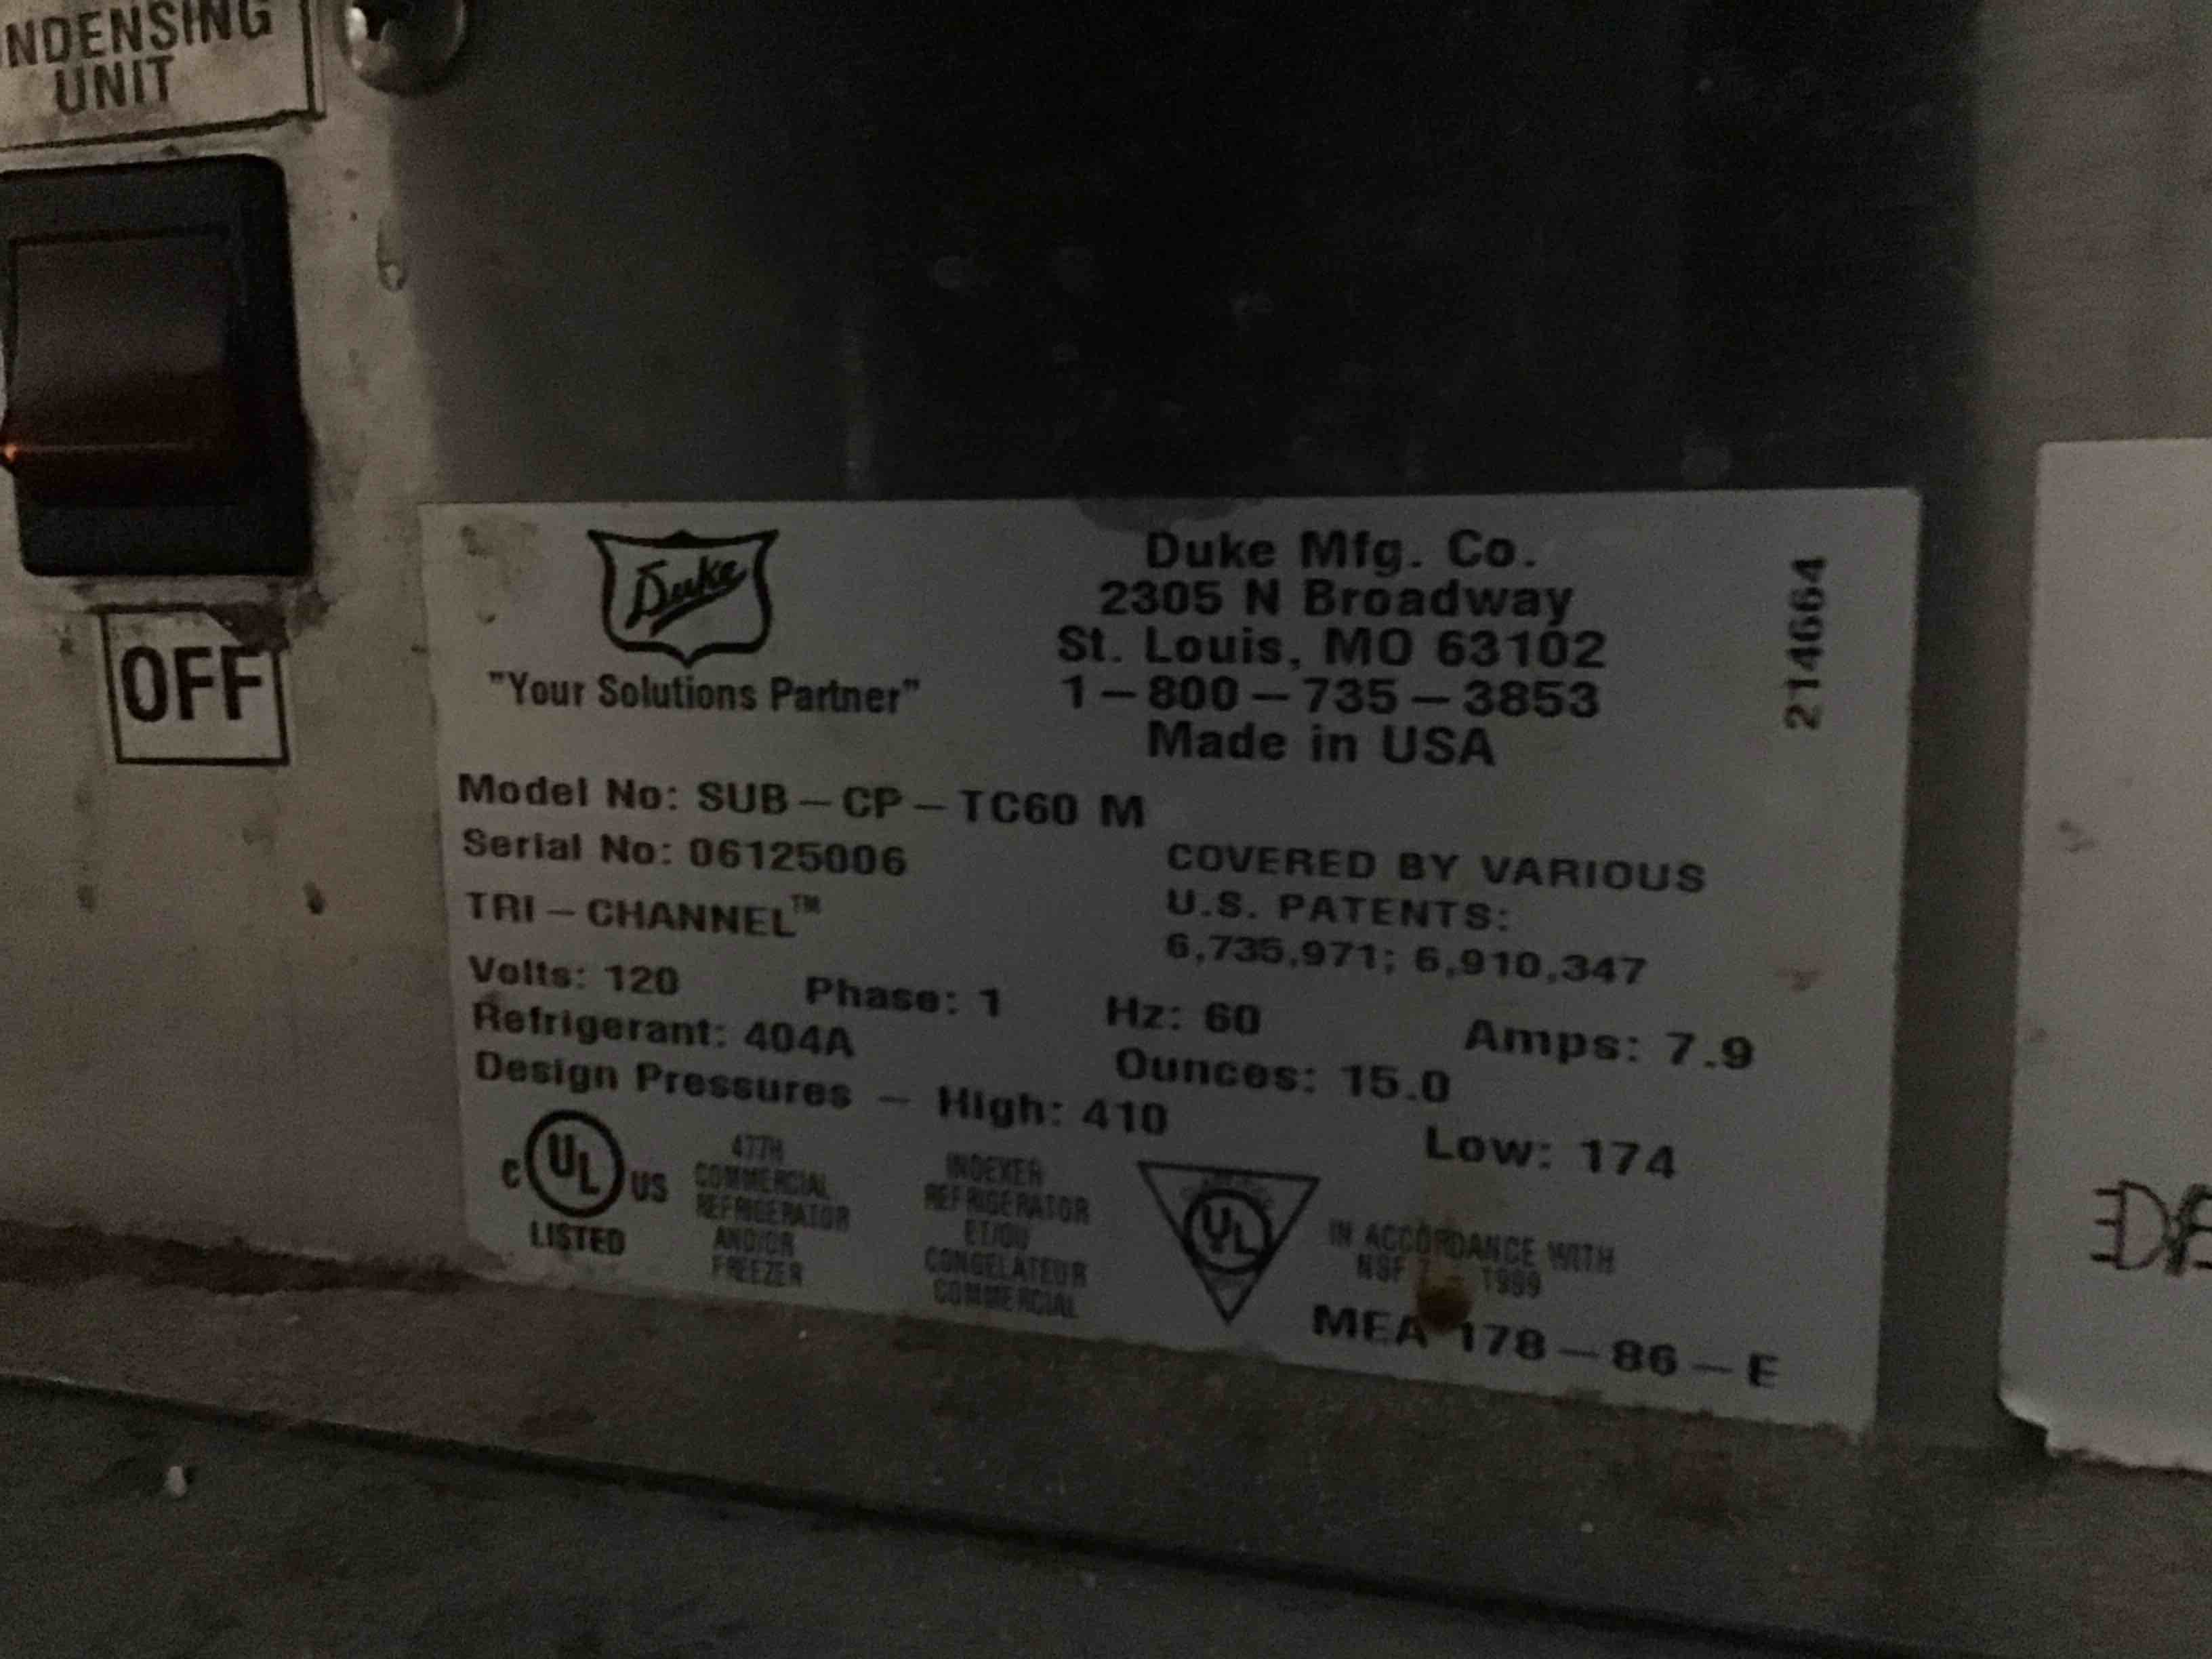 NDENSING
UNIT
OFF
Duke
"Your Solutions Partner"
Duke Mfg. Co.
2305 N Broadway
St. Louis, MO 63102
1-800-735-3853
Made in USA
214664
Model No: SUB-CP-TC60 M
Serial No: 06125006
TRI-CHANNEL™
COVERED BY VARIOUS
U.S. PATENTS:
6,735,971; 6,910,347
Volts: 120 Phase: 1 Hz: 60 Amps: 7.9
Refrigerant: 404A Ounces: 15.0
Design Pressures - High: 410 Low: 174
C UL US
LISTED
477H
COMMERCIAL
REFRIGERATOR
AND/OR
FREEZER
INDEXER
REFRIGERATOR
ET/OU
CONGELATEUR
COMMERCIAL
UL
IN ACCORDANCE WITH
NSF 1999
MEA 178-86-E